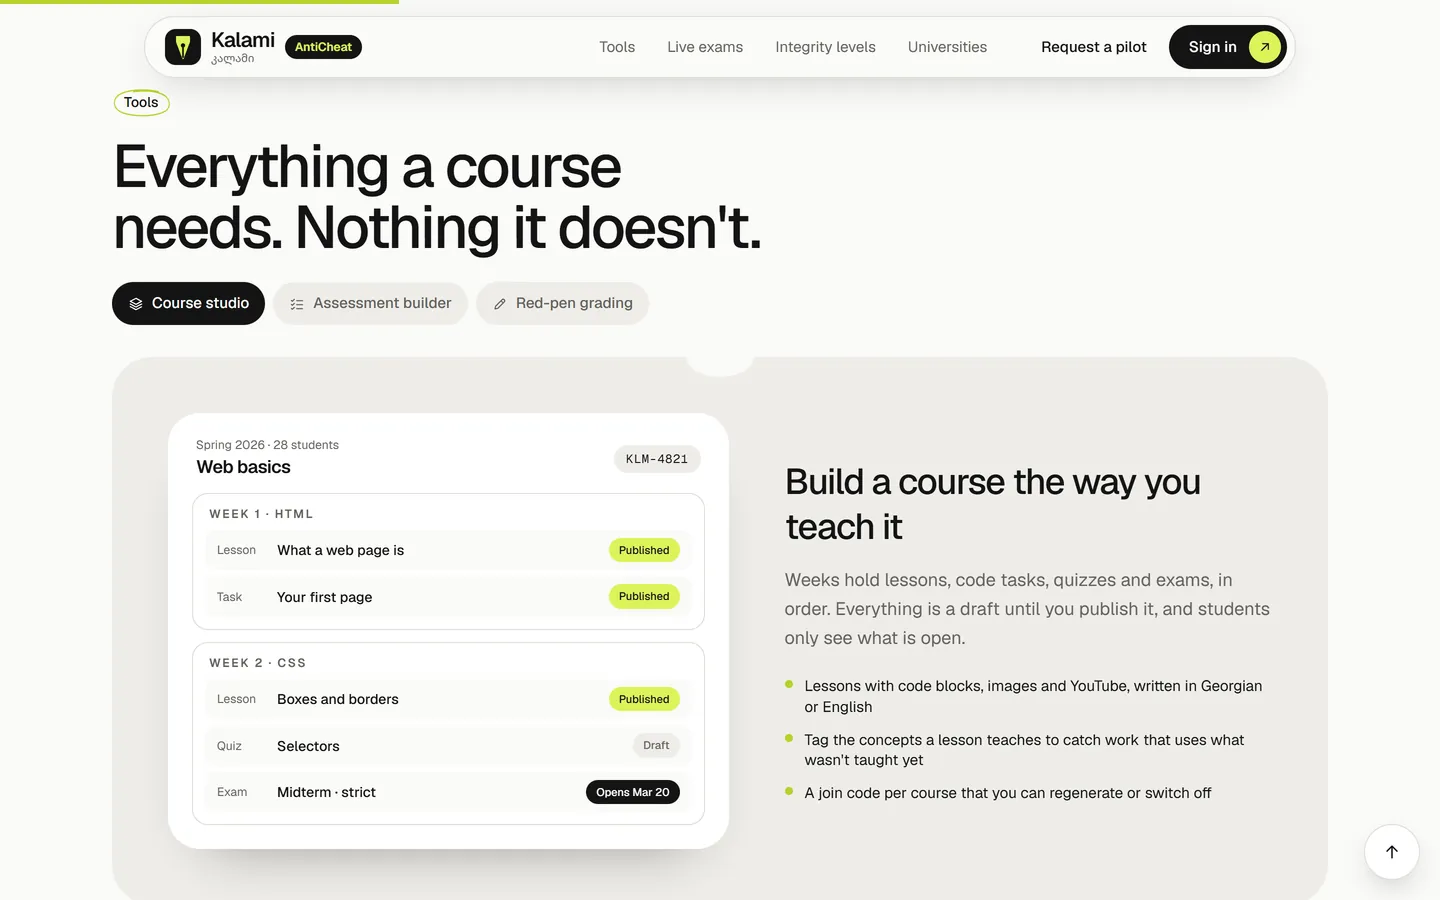 Kalami
კალამი
AntiCheat
Tools
Live exams
Integrity levels
Universities
Request a pilot
Sign in
Tools
Everything a course
needs. Nothing it doesn't.
Course studio
Assessment builder
Red-pen grading
Spring 2026 · 28 students
Web basics
KLM-4821
WEEK 1 · HTML
Lesson What a web page is Published
Task Your first page Published
WEEK 2 · CSS
Lesson Boxes and borders Published
Quiz Selectors Draft
Exam Midterm · strict Opens Mar 20
Build a course the way you
teach it
Weeks hold lessons, code tasks, quizzes and exams, in
order. Everything is a draft until you publish it, and students
only see what is open.
Lessons with code blocks, images and YouTube, written in Georgian
or English
Tag the concepts a lesson teaches to catch work that uses what
wasn't taught yet
A join code per course that you can regenerate or switch off